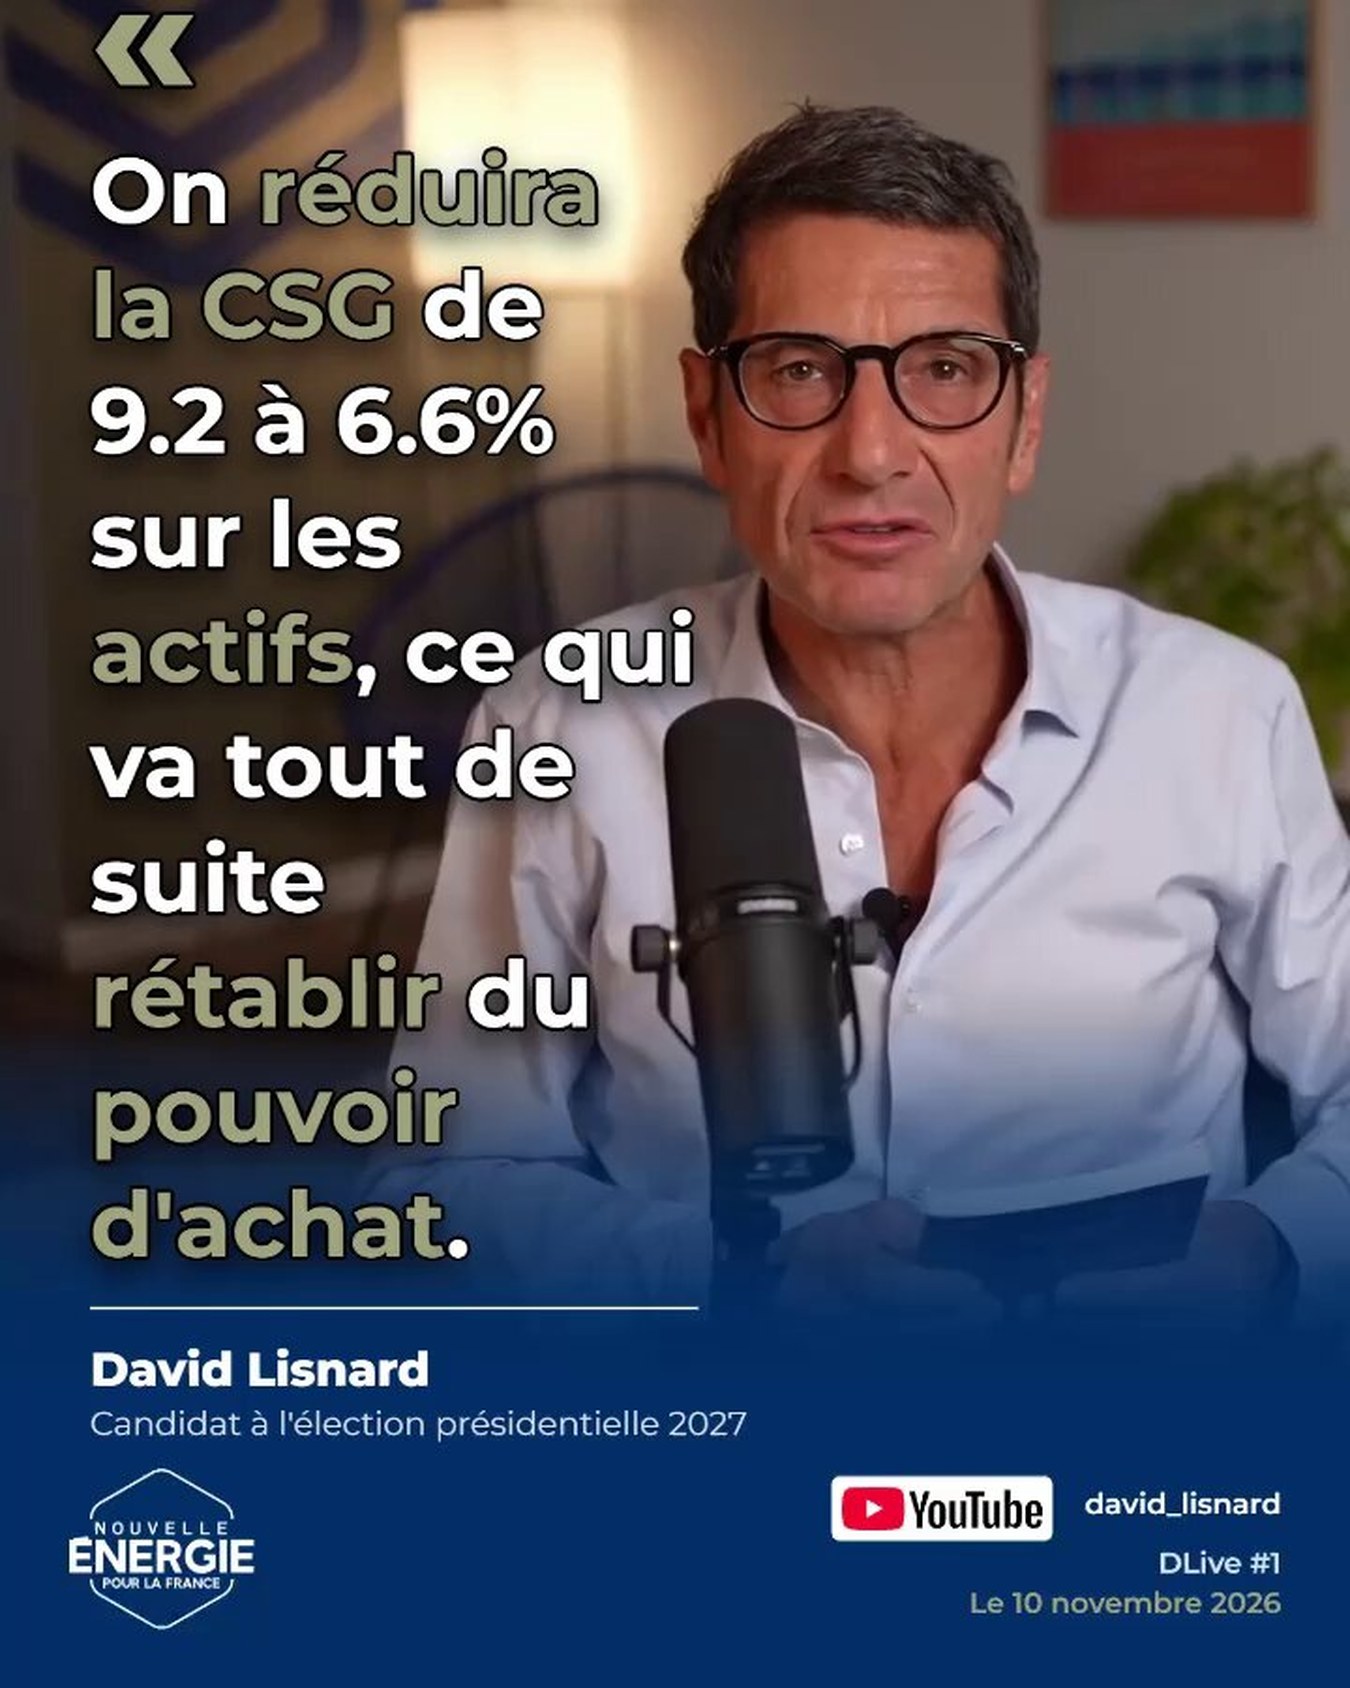 «
On réduira
la CSG de
9.2 à 6.6%
sur les
actifs, ce qui
va tout de
suite
rétablir du
pouvoir
d'achat.
David Lisnard
Candidat à l'élection présidentielle 2027
NOUVELLE
ÉNERGIE
POUR LA FRANCE
YouTube david_lisnard
DLive #1
Le 10 novembre 2026